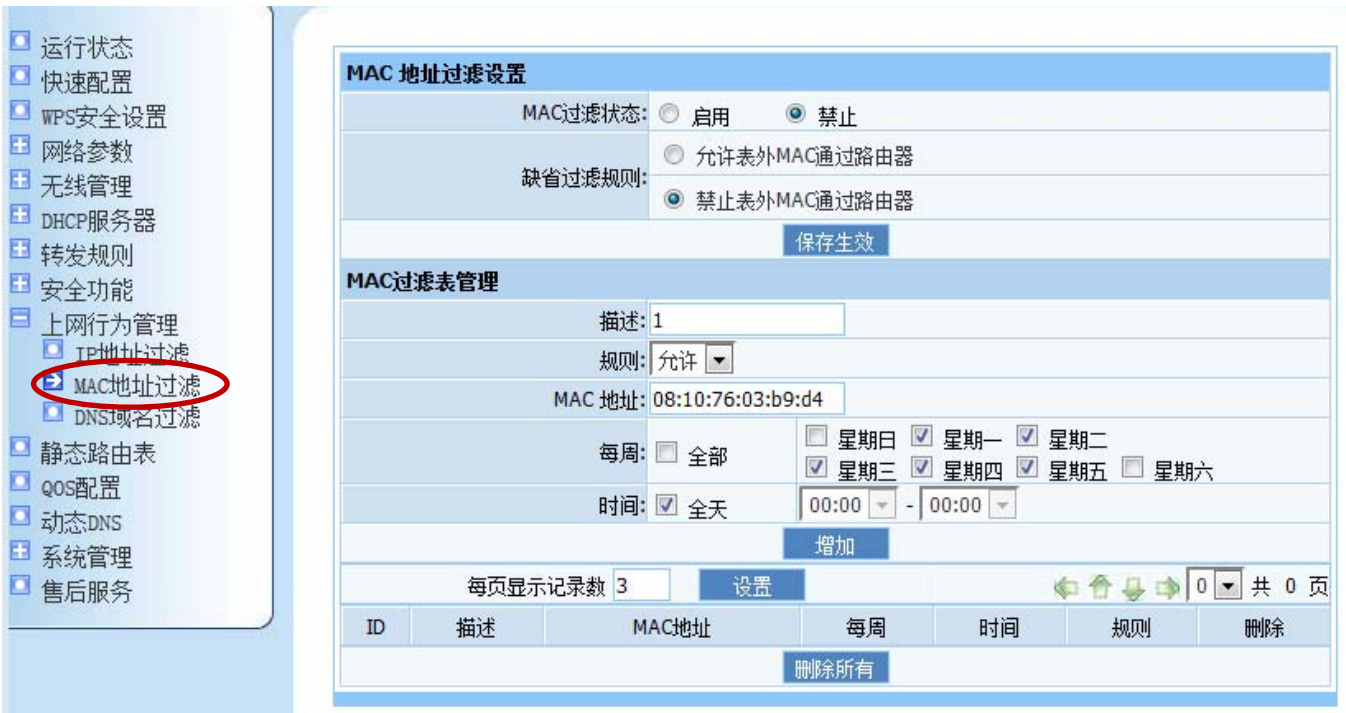 运行状态
快速配置
WPS安全设置
网络参数
无线管理
DHCP服务器
转发规则
安全功能
上网行为管理
IP地址过滤
MAC地址过滤
DNS域名过滤
静态路由表
QOS配置
动态DNS
系统管理
售后服务
MAC 地址过滤设置
MAC过滤状态: 启用 禁止
缺省过滤规则: 允许表外MAC通过路由器
禁止表外MAC通过路由器
保存生效
MAC过滤表管理
描述: 1
规则: 允许
MAC 地址: 08:10:76:03:b9:d4
每周: 全部 星期日 星期一 星期二
星期三 星期四 星期五 星期六
时间: 全天 00:00 - 00:00
增加
每页显示记录数 3 设置 0 共 0 页
ID 描述 MAC地址 每周 时间 规则 删除
删除所有